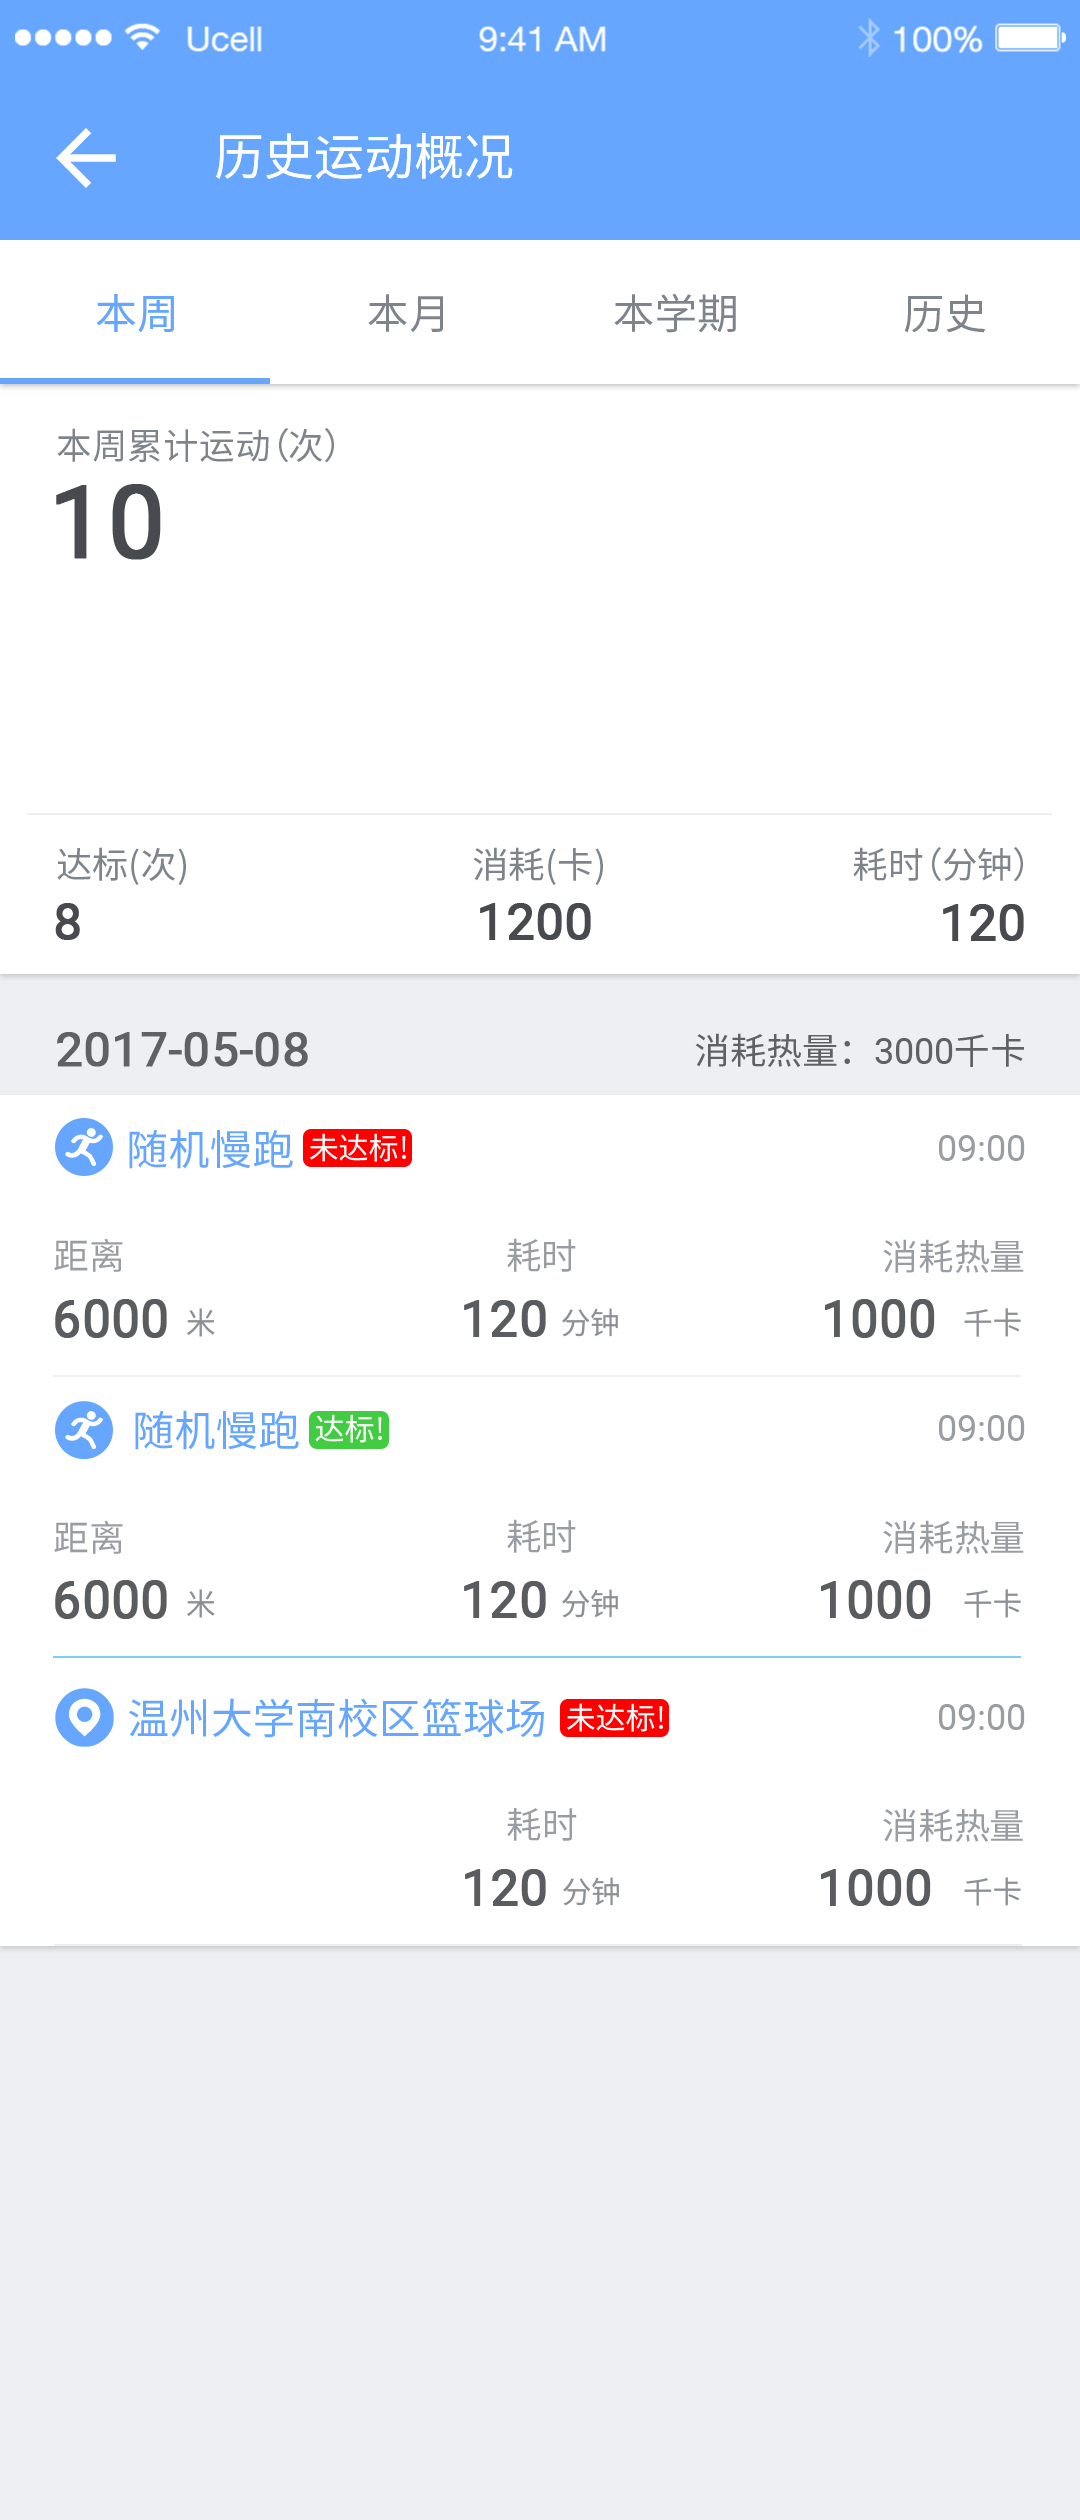 Ucell 9:41 AM 100%
历史运动概况
本周 本月 本学期 历史
本周累计运动(次)
10
达标(次) 消耗(卡) 耗时(分钟)
8 1200 120
2017-05-08 消耗热量：3000千卡
随机慢跑 未达标! 09:00
距离 耗时 消耗热量
6000 米 120 分钟 1000 千卡
随机慢跑 达标! 09:00
距离 耗时 消耗热量
6000 米 120 分钟 1000 千卡
温州大学南校区篮球场 未达标! 09:00
耗时 消耗热量
120 分钟 1000 千卡